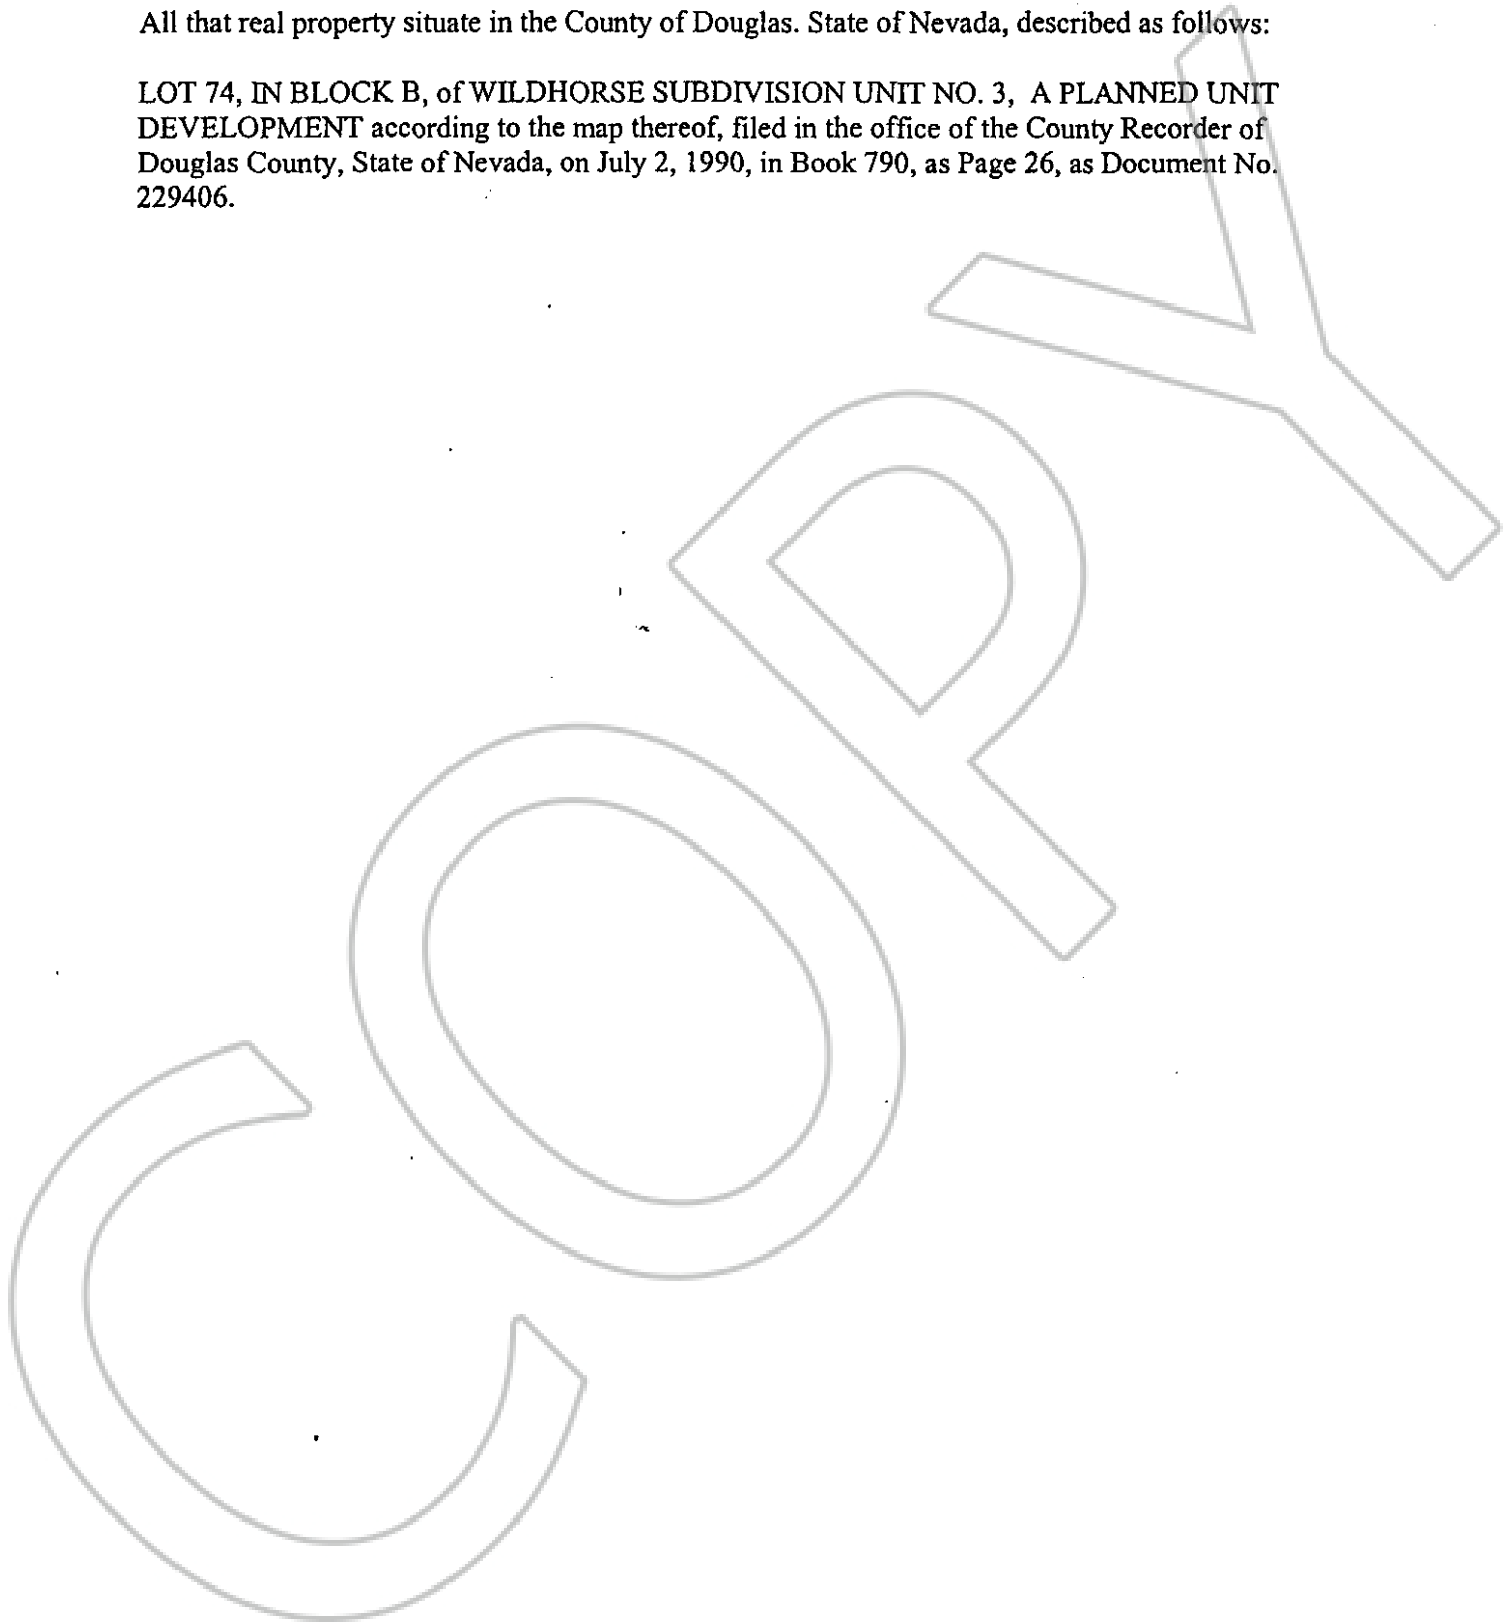 All that real property situate in the County of Douglas. State of Nevada, described as follows:
LOT 74, IN BLOCK B, of WILDHORSE SUBDIVISION UNIT NO. 3, A PLANNED UNIT
DEVELOPMENT according to the map thereof, filed in the office of the County Recorder of
Douglas County, State of Nevada, on July 2, 1990, in Book 790, as Page 26, as Document No.
229406.
COPY